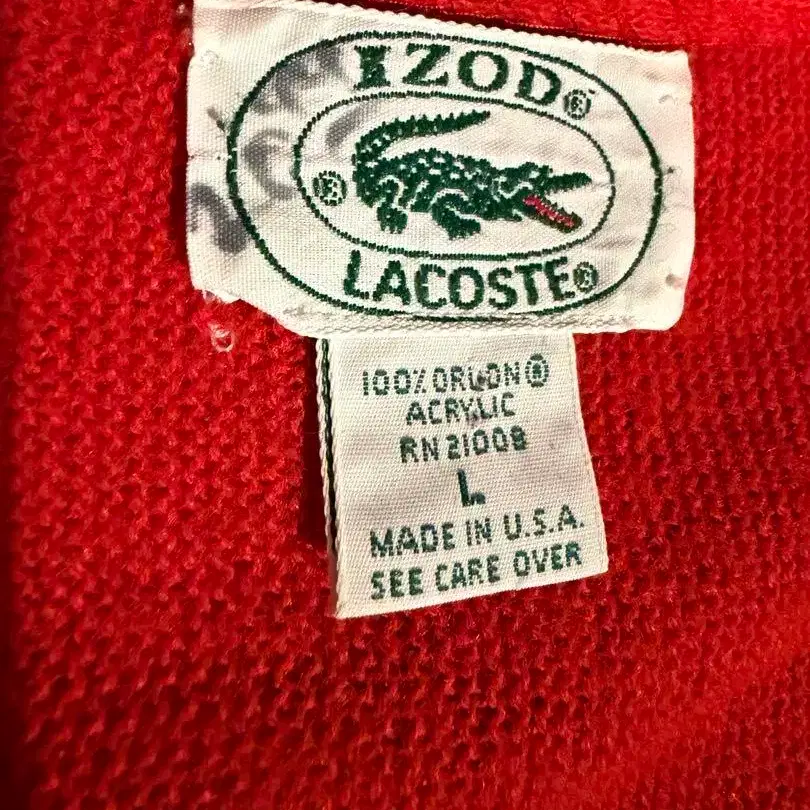 IZOD®
®
LACOSTE®
100% ORLON®
ACRYLIC
RN 21008
L
MADE IN U.S.A.
SEE CARE OVER